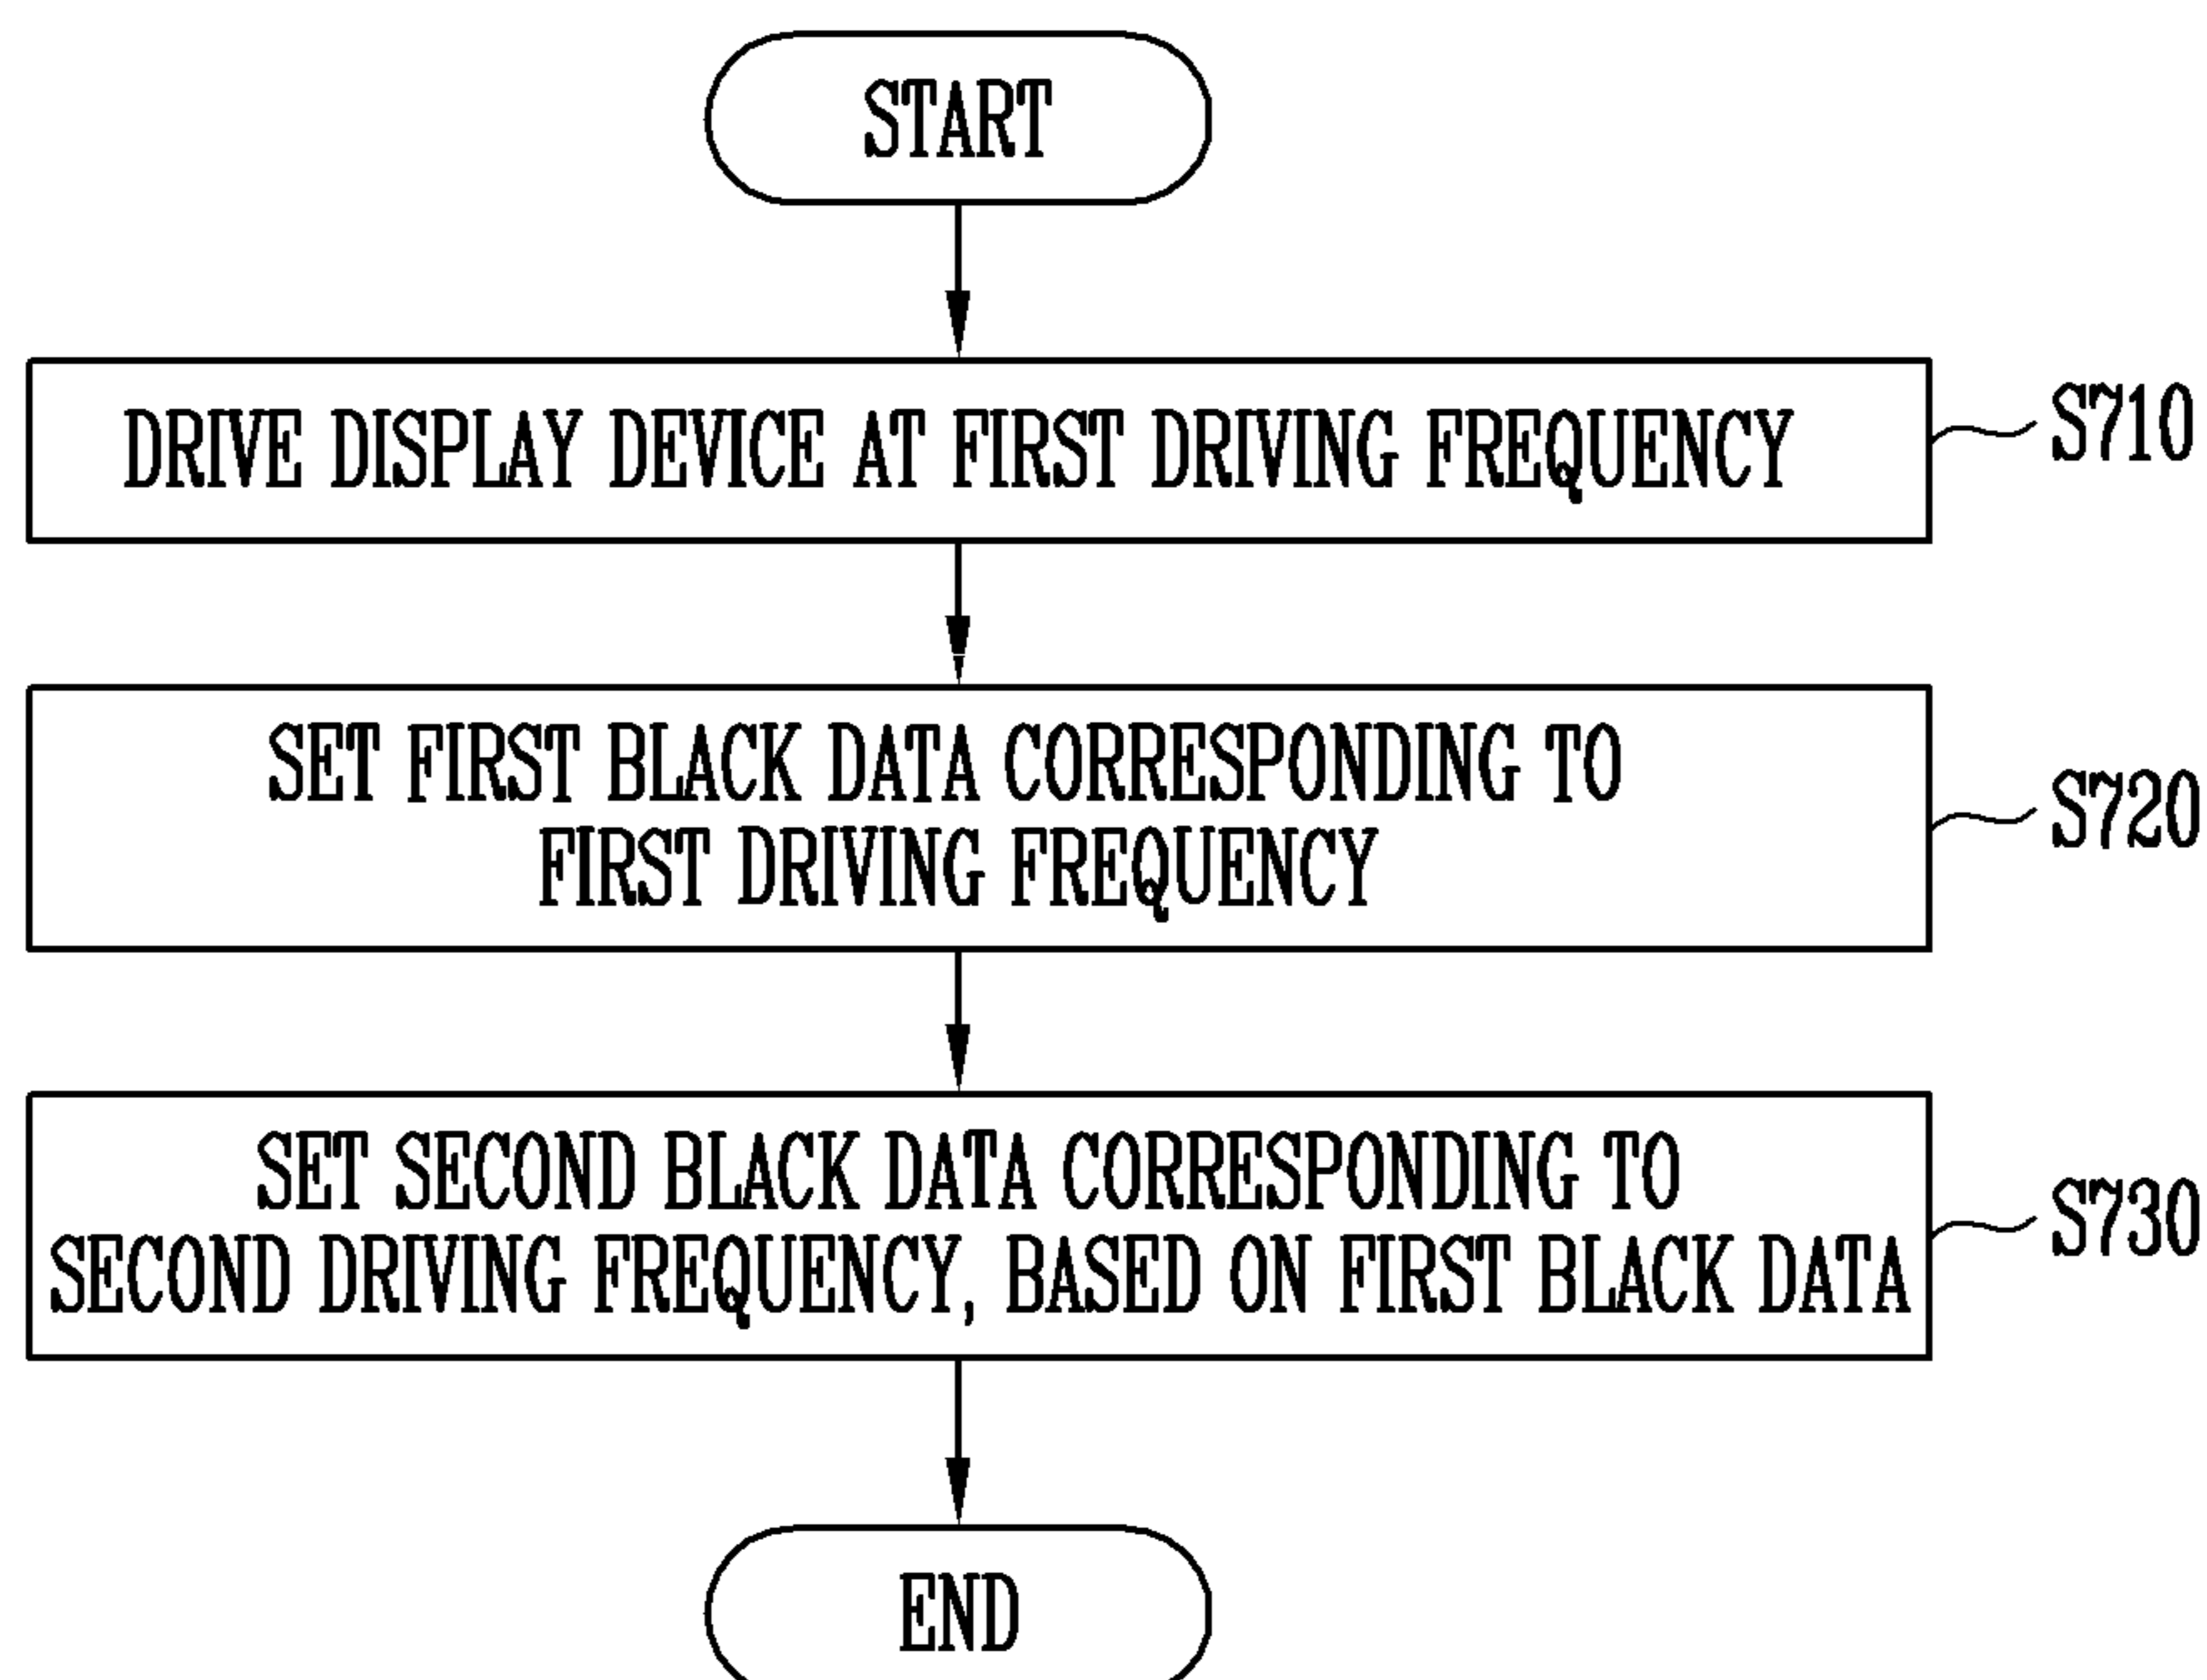 START
DRIVE DISPLAY DEVICE AT FIRST DRIVING FREQUENCY
S710
SET FIRST BLACK DATA CORRESPONDING TO
FIRST DRIVING FREQUENCY
S720
SET SECOND BLACK DATA CORRESPONDING TO
SECOND DRIVING FREQUENCY, BASED ON FIRST BLACK DATA
S730
END